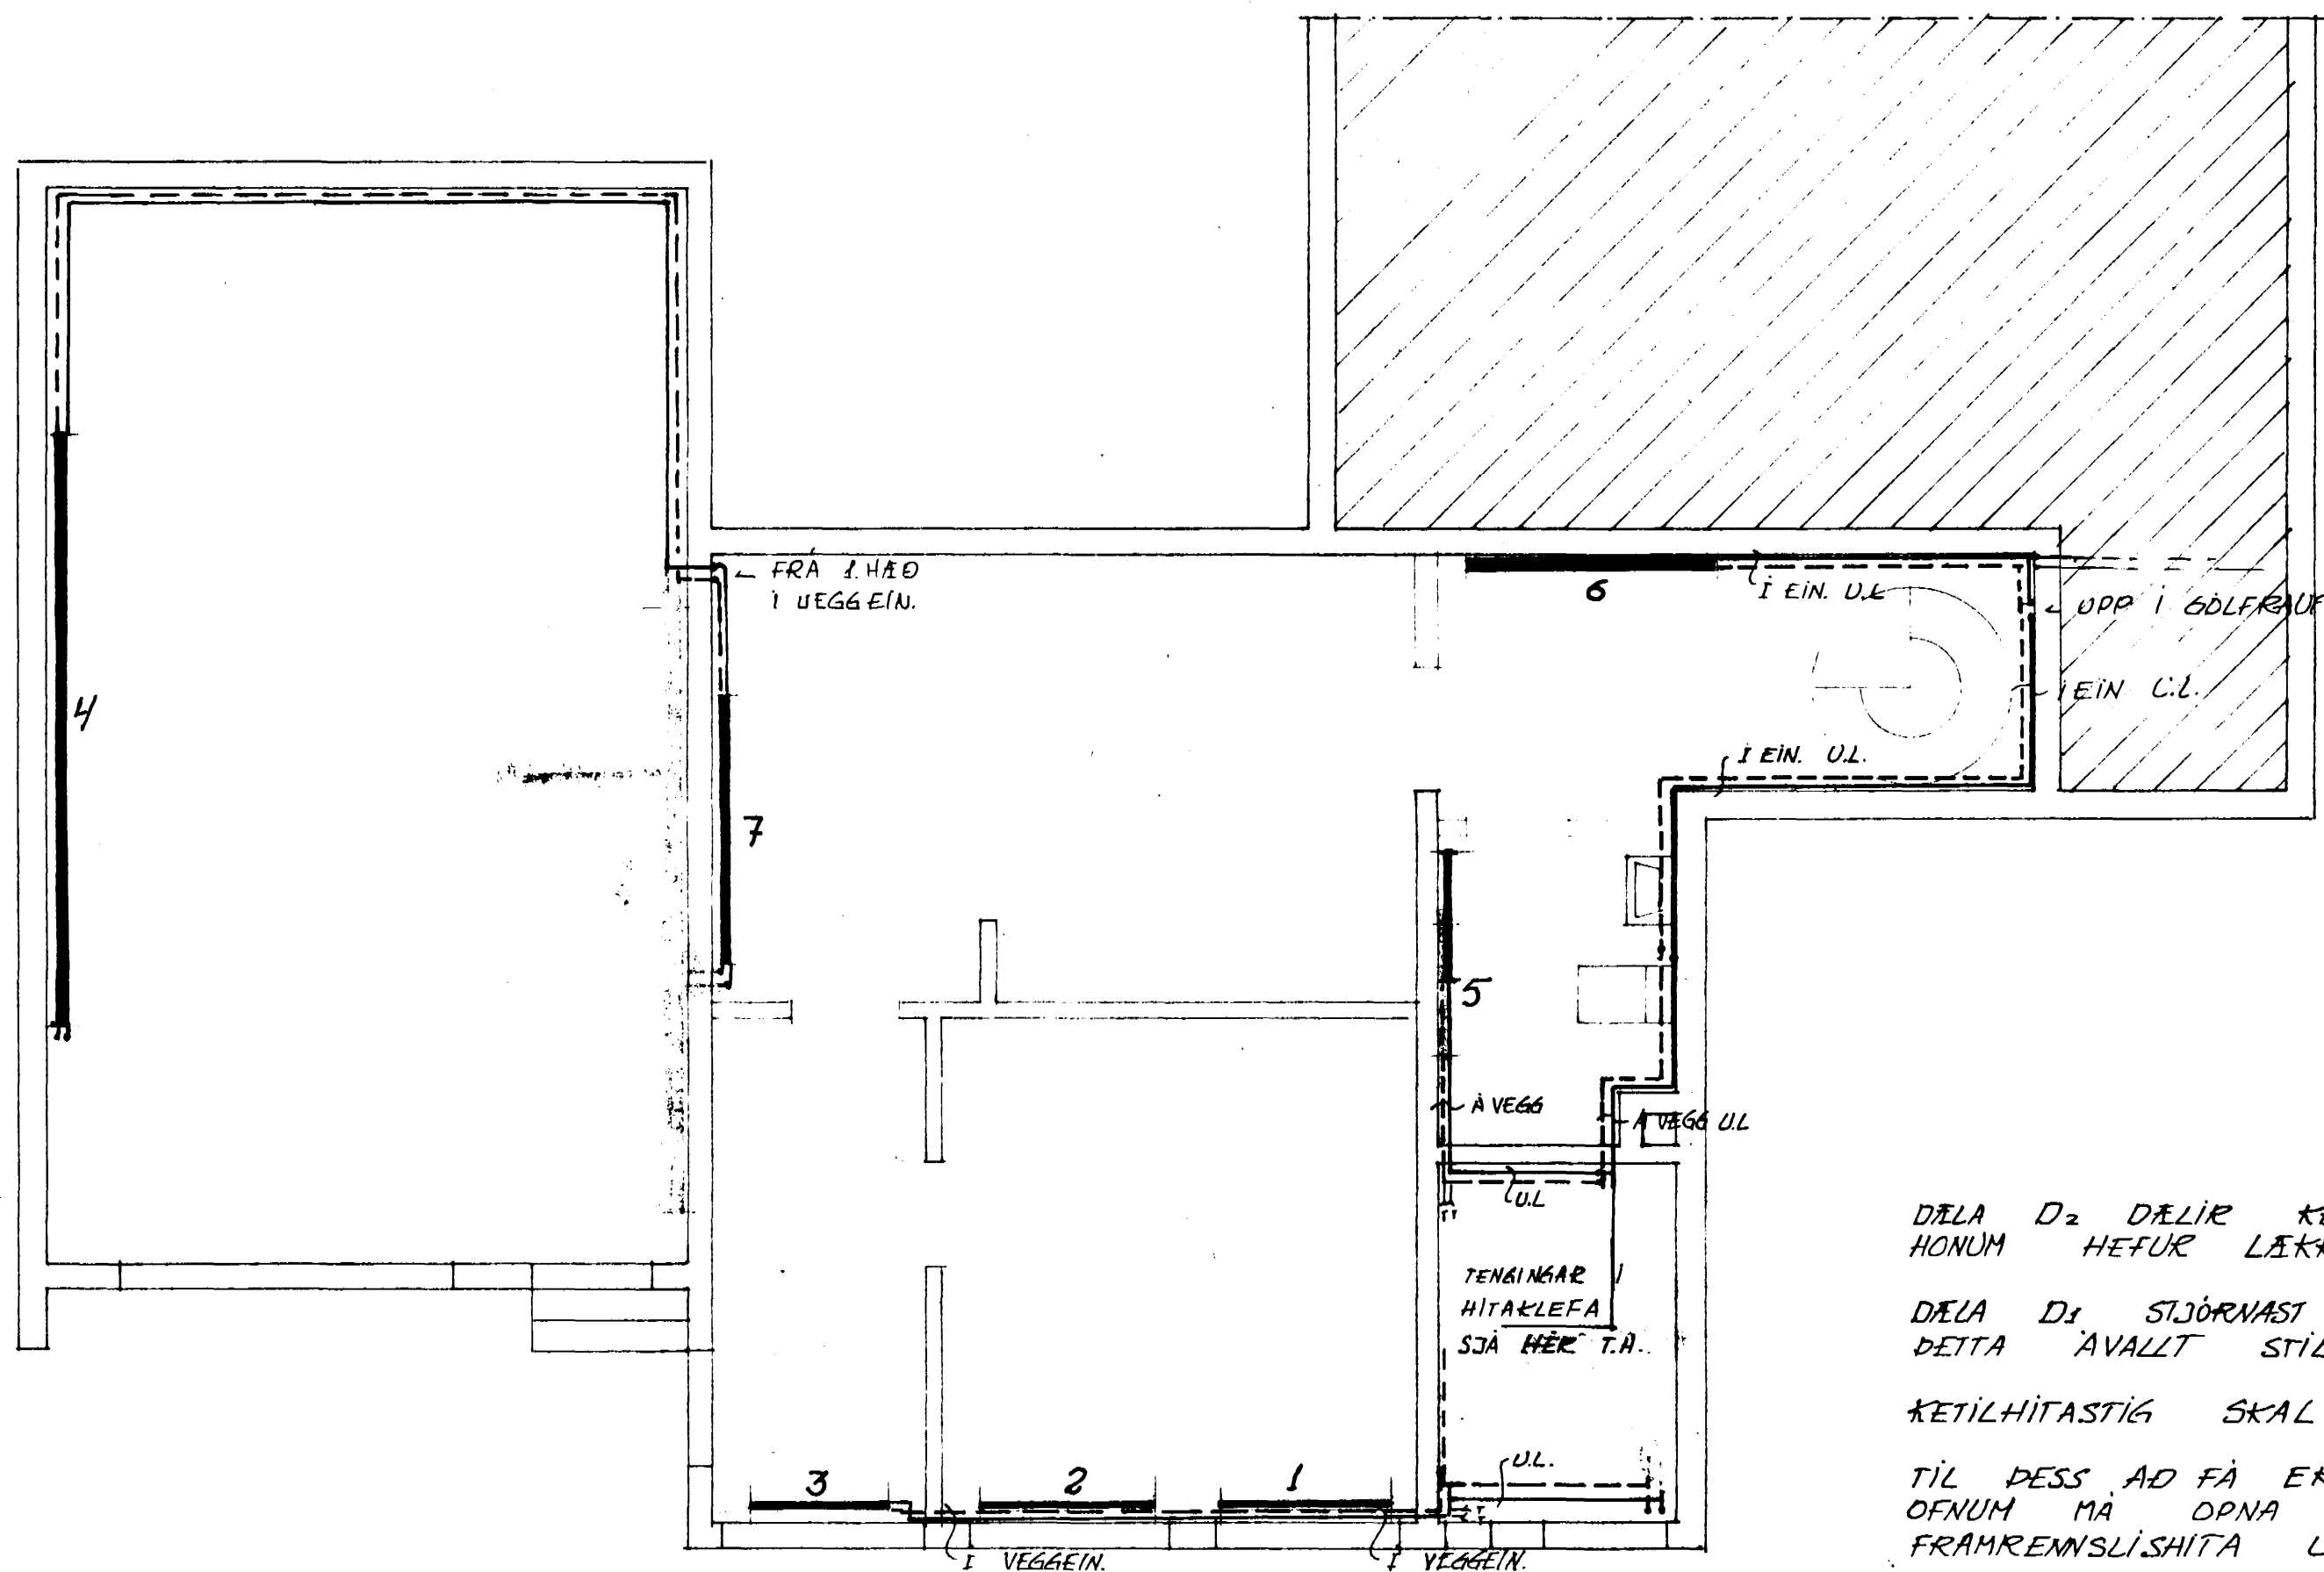 FRÁ 1. HÆÐ
Í VEGGEIN.
6
Í EIN. U.L
UPP Í GÓLFRAUF
Í EIN U.L.
Í EIN. U.L.
4
7
5
Á VEGG
Á VEGG U.L
U.L
TENGINGAR Í
HITAKLEFA
SJÁ HÉR T.H.
U.L.
3
2
1
Í VEGGEIN.
Í VEGGEIN.
DÆLA D2 DÆLIR
HONUM HEFUR
DÆLA D1 STJÓRNAST
ÞETTA ÁVALLT
KETILHITASTIG SKAL
TIL ÞESS AÐ FÁ
OFNUM MÁ OPNA
FRAMRENNSLISHITA